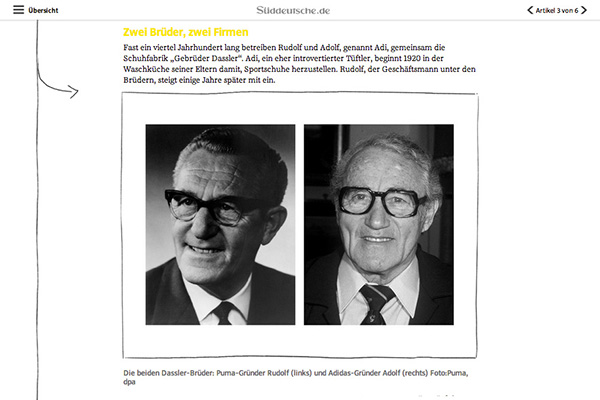 Übersicht
Süddeutsche.de
Artikel 3 von 6
Zwei Brüder, zwei Firmen
Fast ein viertel Jahrhundert lang betreiben Rudolf und Adolf, genannt Adi, gemeinsam die
Schuhfabrik „Gebrüder Dassler“. Adi, ein eher introvertierter Tüftler, beginnt 1920 in der
Waschküche seiner Eltern damit, Sportschuhe herzustellen. Rudolf, der Geschäftsmann unter den
Brüdern, steigt einige Jahre später mit ein.
Die beiden Dassler-Brüder: Puma-Gründer Rudolf (links) und Adidas-Gründer Adolf (rechts) Foto:Puma,
dpa